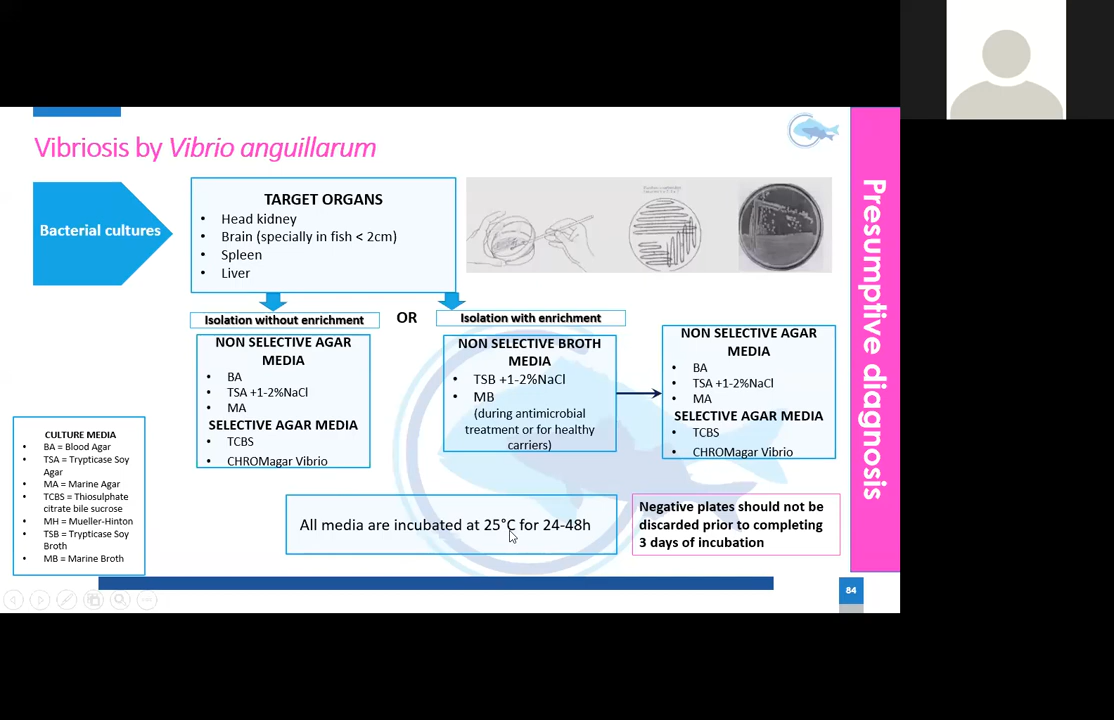 Vibriosis by Vibrio anguillarum
Presumptive diagnosis
Bacterial cultures
TARGET ORGANS
• Head kidney
• Brain (specially in fish < 2cm)
• Spleen
• Liver
Isolation without enrichment
OR
Isolation with enrichment
NON SELECTIVE AGAR
MEDIA
• BA
• TSA +1-2%NaCl
• MA
SELECTIVE AGAR MEDIA
• TCBS
• CHROMagar Vibrio
NON SELECTIVE BROTH
MEDIA
• TSB +1-2%NaCl
• MB
(during antimicrobial
treatment or for healthy
carriers)
NON SELECTIVE AGAR
MEDIA
• BA
• TSA +1-2%NaCl
• MA
SELECTIVE AGAR MEDIA
• TCBS
• CHROMagar Vibrio
CULTURE MEDIA
• BA = Blood Agar
• TSA = Trypticase Soy
Agar
• MA = Marine Agar
• TCBS = Thiosulphate
citrate bile sucrose
• MH = Mueller-Hinton
• TSB = Trypticase Soy
Broth
• MB = Marine Broth
All media are incubated at 25°C for 24-48h
Negative plates should not be
discarded prior to completing
3 days of incubation
84